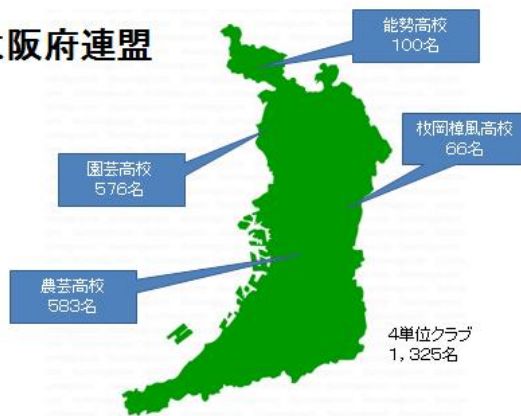 阪府連盟
能勢高校
100名
枚岡樟風高校
66名
園芸高校
576名
農芸高校
583名
4単位クラブ
1,325名